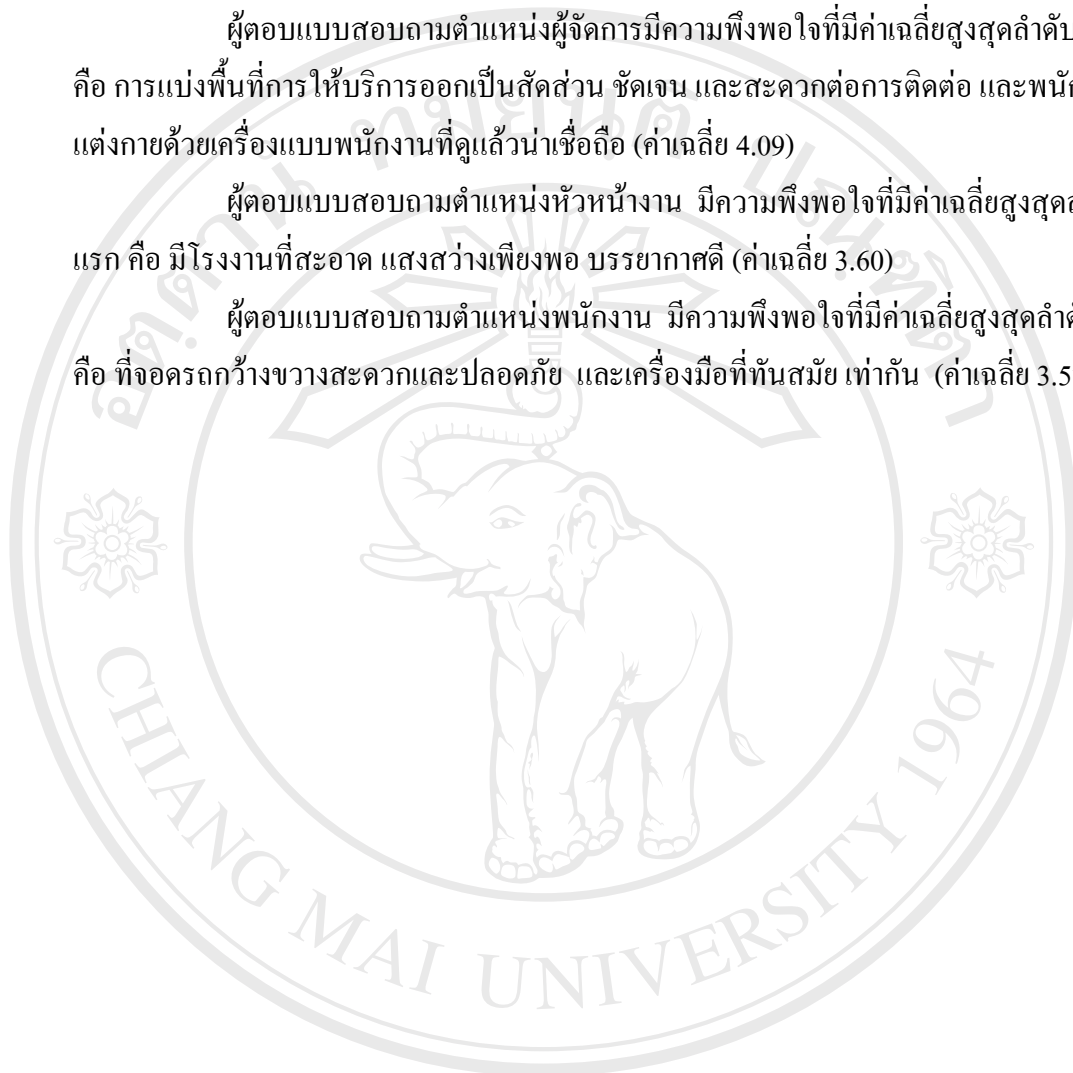 ผู้ตอบแบบสอบถามตำแหน่งผู้จัดการมีความพึงพอใจที่มีค่าเฉลี่ยสูงสุดลำดับ
คือ การแบ่งพื้นที่การให้บริการออกเป็นสัดส่วน ชัดเจน และสะดวกต่อการติดต่อ และพนัก
แต่งกายด้วยเครื่องแบบพนักงานที่ดูแล้วน่าเชื่อถือ (ค่าเฉลี่ย 4.09)
ผู้ตอบแบบสอบถามตำแหน่งหัวหน้างาน มีความพึงพอใจที่มีค่าเฉลี่ยสูงสุด
แรก คือ มีโรงงานที่สะอาด แสงสว่างเพียงพอ บรรยากาศดี (ค่าเฉลี่ย 3.60)
ผู้ตอบแบบสอบถามตำแหน่งพนักงาน มีความพึงพอใจที่มีค่าเฉลี่ยสูงสุด
คือ ที่จอดรถกว้างขวางสะดวกและปลอดภัย และเครื่องมือที่ทันสมัย เท่ากัน (ค่าเฉลี่ย 3.5
อตฺตานํ ทมยนฺติ ปณฺฑิตา
CHIANG MAI UNIVERSITY 1964